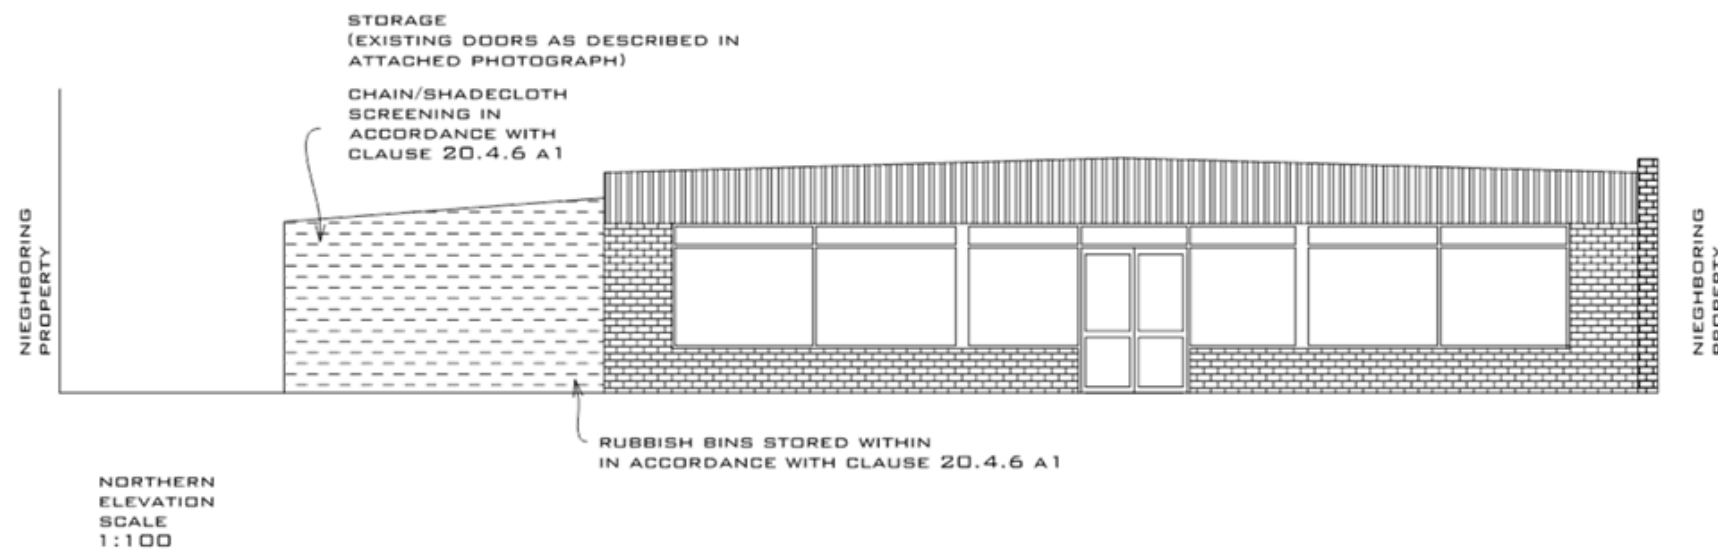 STORAGE
(EXISTING DOORS AS DESCRIBED IN
ATTACHED PHOTOGRAPH)
CHAIN/SHADECLOTH
SCREENING IN
ACCORDANCE WITH
CLAUSE 20.4.6 A1
NIEGHBORING
PROPERTY
NIEGHBORING
PROPERTY
RUBBISH BINS STORED WITHIN
IN ACCORDANCE WITH CLAUSE 20.4.6 A1
NORTHERN
ELEVATION
SCALE
1:100